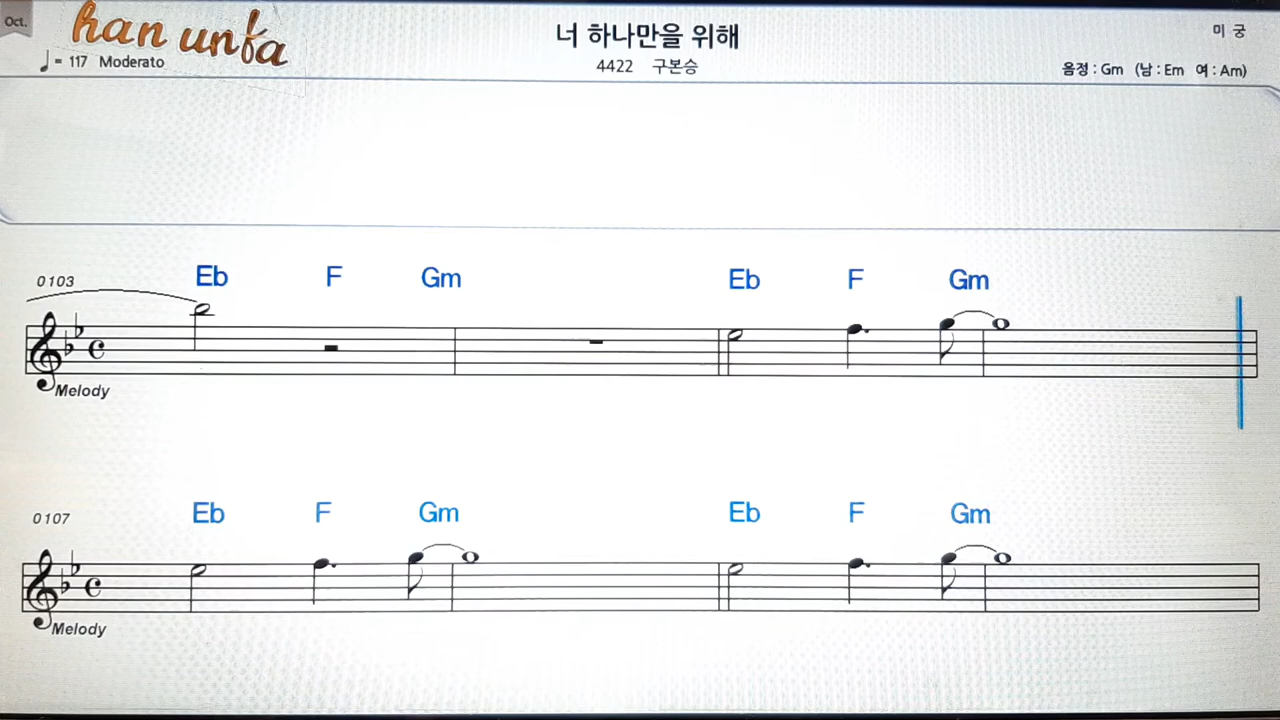 Oct.
han unfa
= 117 Moderato
너 하나만을 위해
4422 구본승
미 궁
음정 : Gm (남 : Em 여 : Am)
0103
Eb F Gm Eb F Gm
Melody
0107
Eb F Gm Eb F Gm
Melody